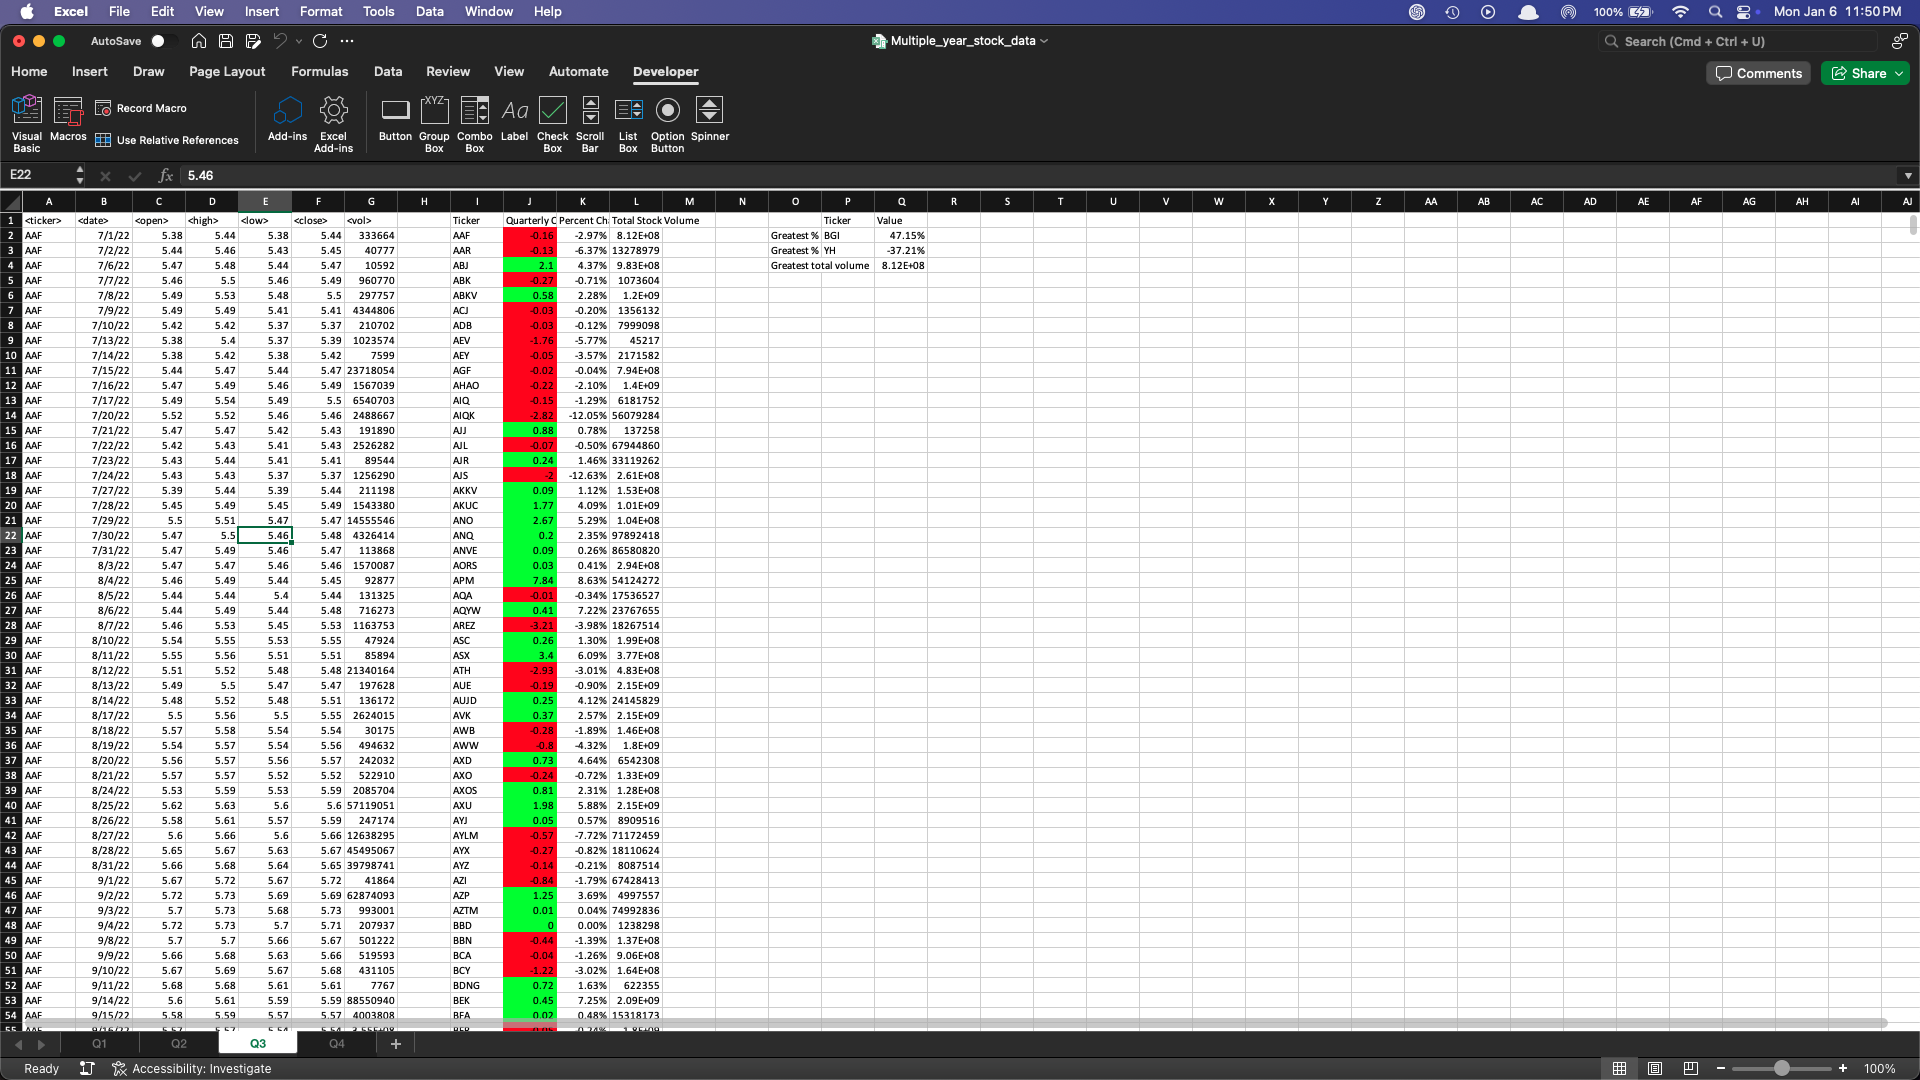 Excel File Edit View Insert Format Tools Data Window Help 100% Mon Jan 6 11:50 PM
AutoSave Multiple_year_stock_data Search (Cmd + Ctrl + U)
Home Insert Draw Page Layout Formulas Data Review View Automate Developer Comments Share
Visual Basic Macros Record Macro Use Relative References Add-ins Excel Add-ins Button Group Box Combo Box Label Check Box Scroll Bar List Box Option Button Spinner
E22 fx 5.46
A B C D E F G H I J K L M N O P Q R S T U V W X Y Z AA AB AC AD AE AF AG AH AI AJ
1 <ticker> <date> <open> <high> <low> <close> <vol> Ticker Quarterly C Percent Ch Total Stock Volume Ticker Value
2 AAF 7/1/22 5.38 5.44 5.38 5.44 333664 AAF -0.16 -2.97% 8.12E+08 Greatest % BGI 47.15%
3 AAF 7/2/22 5.44 5.46 5.43 5.45 40777 AAR -0.13 -6.37% 13278979 Greatest % YH -37.21%
4 AAF 7/6/22 5.47 5.48 5.44 5.47 10592 ABJ 2.1 4.37% 9.83E+08 Greatest total volume 8.12E+08
5 AAF 7/7/22 5.46 5.5 5.46 5.49 960770 ABK -0.27 -0.71% 1073604
6 AAF 7/8/22 5.49 5.53 5.48 5.5 297757 ABKV 0.58 2.28% 1.2E+09
7 AAF 7/9/22 5.49 5.49 5.41 5.41 4344806 ACJ -0.03 -0.20% 1356132
8 AAF 7/10/22 5.42 5.42 5.37 5.37 210702 ADB -0.03 -0.12% 7999098
9 AAF 7/13/22 5.38 5.4 5.37 5.39 1023574 AEV -1.76 -5.77% 45217
10 AAF 7/14/22 5.38 5.42 5.38 5.42 7599 AEY -0.05 -3.57% 2171582
11 AAF 7/15/22 5.44 5.47 5.44 5.47 23718054 AGF -0.02 -0.04% 7.94E+08
12 AAF 7/16/22 5.47 5.49 5.46 5.49 1567039 AHAO -0.22 -2.10% 1.4E+09
13 AAF 7/17/22 5.49 5.54 5.49 5.5 6540703 AIQ -0.15 -1.29% 6181752
14 AAF 7/20/22 5.52 5.52 5.46 5.46 2488667 AIQK -2.82 -12.05% 56079284
15 AAF 7/21/22 5.47 5.47 5.42 5.43 191890 AJJ 0.88 0.78% 137258
16 AAF 7/22/22 5.42 5.43 5.41 5.43 2526282 AJL -0.07 -0.50% 67944860
17 AAF 7/23/22 5.43 5.44 5.41 5.41 89544 AJR 0.24 1.46% 33119262
18 AAF 7/24/22 5.43 5.43 5.37 5.37 1256290 AJS -2 -12.63% 2.61E+08
19 AAF 7/27/22 5.39 5.44 5.39 5.44 211198 AKKV 0.09 1.12% 1.53E+08
20 AAF 7/28/22 5.45 5.49 5.45 5.49 1543380 AKUC 1.77 4.09% 1.01E+09
21 AAF 7/29/22 5.5 5.51 5.47 5.47 14555546 ANO 2.67 5.29% 1.04E+08
22 AAF 7/30/22 5.47 5.5 5.46 5.48 4326414 ANQ 0.2 2.35% 97892418
23 AAF 7/31/22 5.47 5.49 5.46 5.47 113868 ANVE 0.09 0.26% 86580820
24 AAF 8/3/22 5.47 5.47 5.46 5.46 1570087 AORS 0.03 0.41% 2.94E+08
25 AAF 8/4/22 5.46 5.49 5.44 5.45 92877 APM 7.84 8.63% 54124272
26 AAF 8/5/22 5.44 5.44 5.4 5.44 131325 AQA -0.01 -0.34% 17536527
27 AAF 8/6/22 5.44 5.49 5.44 5.48 716273 AQYW 0.41 7.22% 23767655
28 AAF 8/7/22 5.46 5.53 5.45 5.53 1163753 AREZ -3.21 -3.98% 18267514
29 AAF 8/10/22 5.54 5.55 5.53 5.55 47924 ASC 0.26 1.30% 1.99E+08
30 AAF 8/11/22 5.55 5.56 5.51 5.51 85894 ASX 3.4 6.09% 3.77E+08
31 AAF 8/12/22 5.51 5.52 5.48 5.48 21340164 ATH -2.93 -3.01% 4.83E+08
32 AAF 8/13/22 5.49 5.5 5.47 5.47 197628 AUE -0.19 -0.90% 2.15E+09
33 AAF 8/14/22 5.48 5.52 5.48 5.51 136172 AUJD 0.25 4.12% 24145829
34 AAF 8/17/22 5.5 5.56 5.5 5.55 2624015 AVK 0.37 2.57% 2.15E+09
35 AAF 8/18/22 5.57 5.58 5.54 5.54 30175 AWB -0.28 -1.89% 1.46E+08
36 AAF 8/19/22 5.54 5.57 5.54 5.56 494632 AWW -0.8 -4.32% 1.8E+09
37 AAF 8/20/22 5.56 5.57 5.56 5.57 242032 AXD 0.73 4.64% 6542308
38 AAF 8/21/22 5.57 5.57 5.52 5.52 522910 AXO -0.24 -0.72% 1.33E+09
39 AAF 8/24/22 5.53 5.59 5.53 5.59 2085704 AXOS 0.81 2.31% 1.28E+08
40 AAF 8/25/22 5.62 5.63 5.6 5.6 57119051 AXU 1.98 5.88% 2.15E+09
41 AAF 8/26/22 5.58 5.61 5.57 5.59 247174 AYJ 0.05 0.57% 8909516
42 AAF 8/27/22 5.6 5.66 5.6 5.66 12638295 AYLM -0.57 -7.72% 71172459
43 AAF 8/28/22 5.65 5.67 5.63 5.67 45495067 AYX -0.27 -0.82% 18110624
44 AAF 8/31/22 5.66 5.68 5.64 5.65 39798741 AYZ -0.14 -0.21% 8087514
45 AAF 9/1/22 5.67 5.72 5.67 5.72 41864 AZI -0.84 -1.79% 67428413
46 AAF 9/2/22 5.72 5.73 5.69 5.69 62874093 AZP 1.25 3.69% 4997557
47 AAF 9/3/22 5.7 5.73 5.68 5.73 993001 AZTM 0.01 0.04% 74992836
48 AAF 9/4/22 5.72 5.73 5.7 5.71 207937 BBD 0 0.00% 1238298
49 AAF 9/8/22 5.7 5.7 5.66 5.67 501222 BBN -0.44 -1.39% 1.37E+08
50 AAF 9/9/22 5.66 5.68 5.63 5.66 519593 BCA -0.04 -1.26% 9.06E+08
51 AAF 9/10/22 5.67 5.69 5.67 5.68 431105 BCY -1.22 -3.02% 1.64E+08
52 AAF 9/11/22 5.68 5.68 5.61 5.61 7767 BDNG 0.72 1.63% 622355
53 AAF 9/14/22 5.6 5.61 5.59 5.59 88550940 BEK 0.45 7.25% 2.09E+09
54 AAF 9/15/22 5.58 5.59 5.57 5.57 4003808 BFA 0.02 0.48% 15318173
Q1 Q2 Q3 Q4 +
Ready Accessibility: Investigate 100%